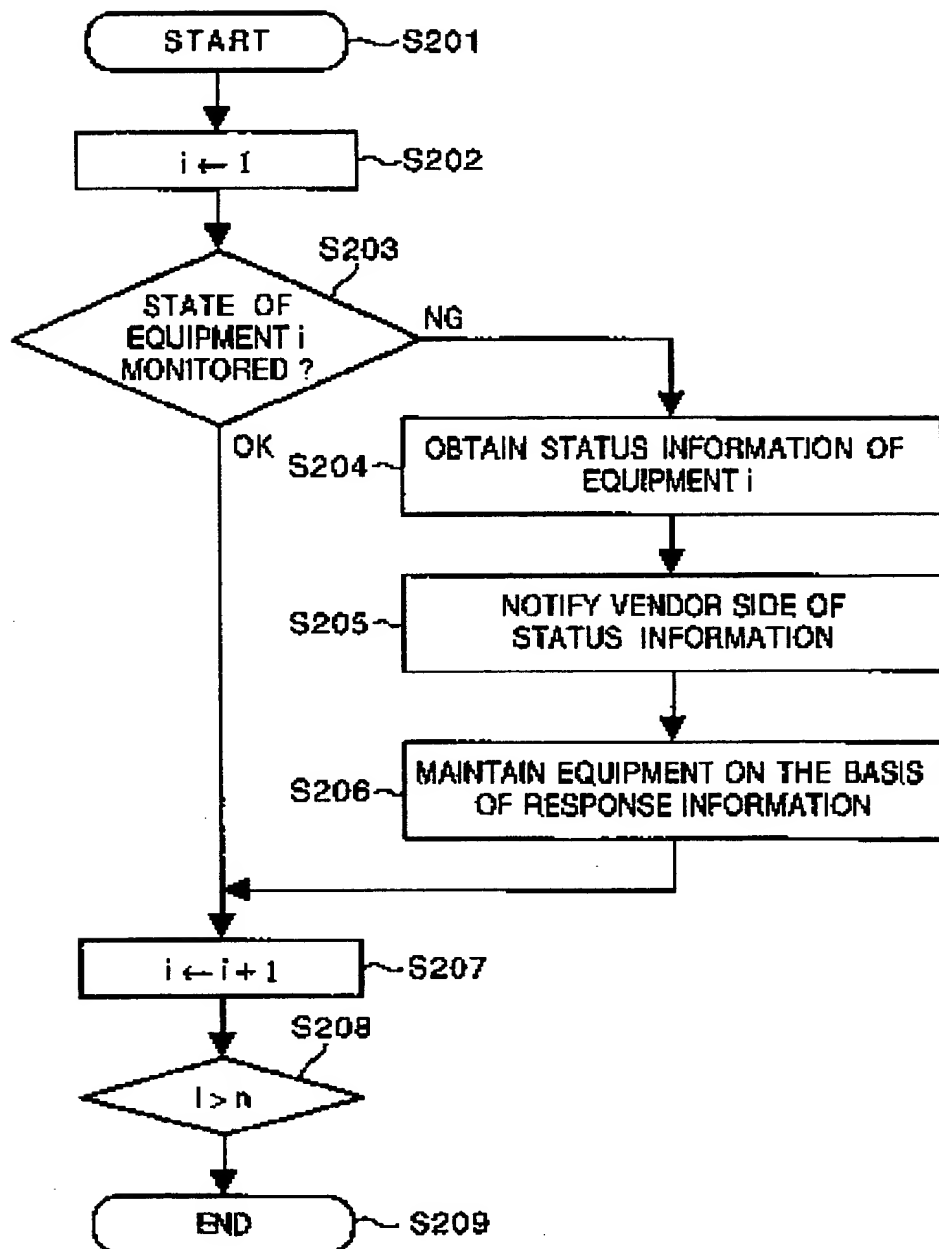 START
S201
i ← 1
S202
S203
STATE OF
EQUIPMENT i
MONITORED ?
NG
OK
S204
OBTAIN STATUS INFORMATION OF
EQUIPMENT i
S205
NOTIFY VENDOR SIDE OF
STATUS INFORMATION
S206
MAINTAIN EQUIPMENT ON THE BASIS
OF RESPONSE INFORMATION
i ← i + 1
S207
S208
i > n
END
S209